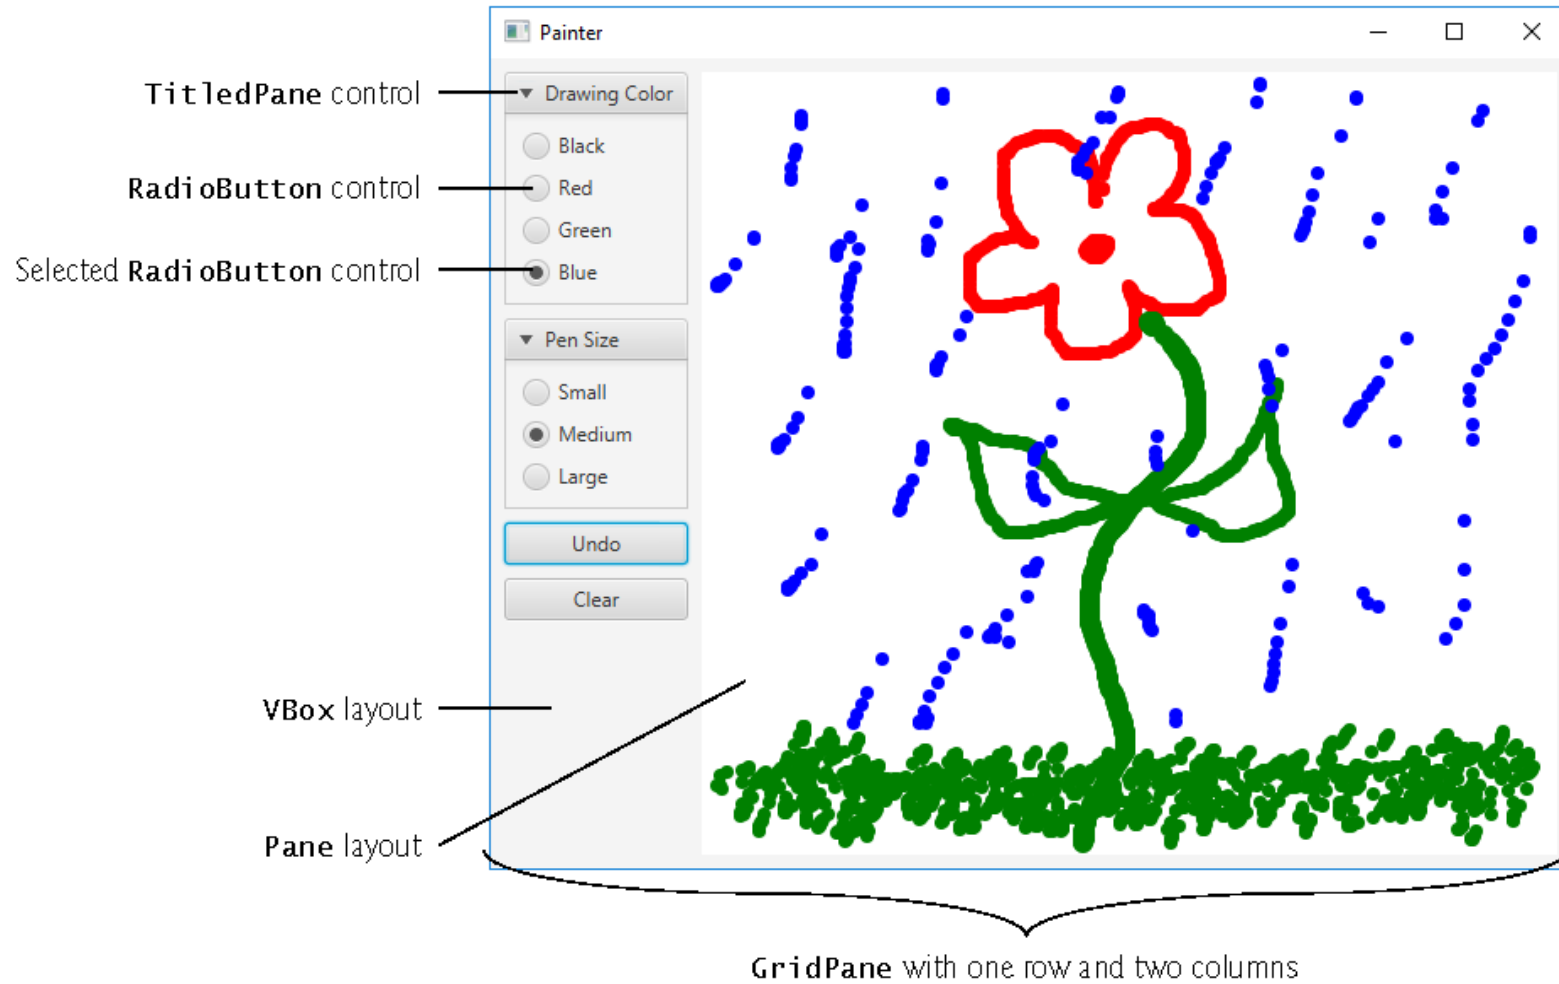 Painter
TitledPane control
Drawing Color
Black
RadioButton control
Red
Green
Selected RadioButton control
Blue
Pen Size
Small
Medium
Large
Undo
Clear
VBox layout
Pane layout
GridPane with one row and two columns